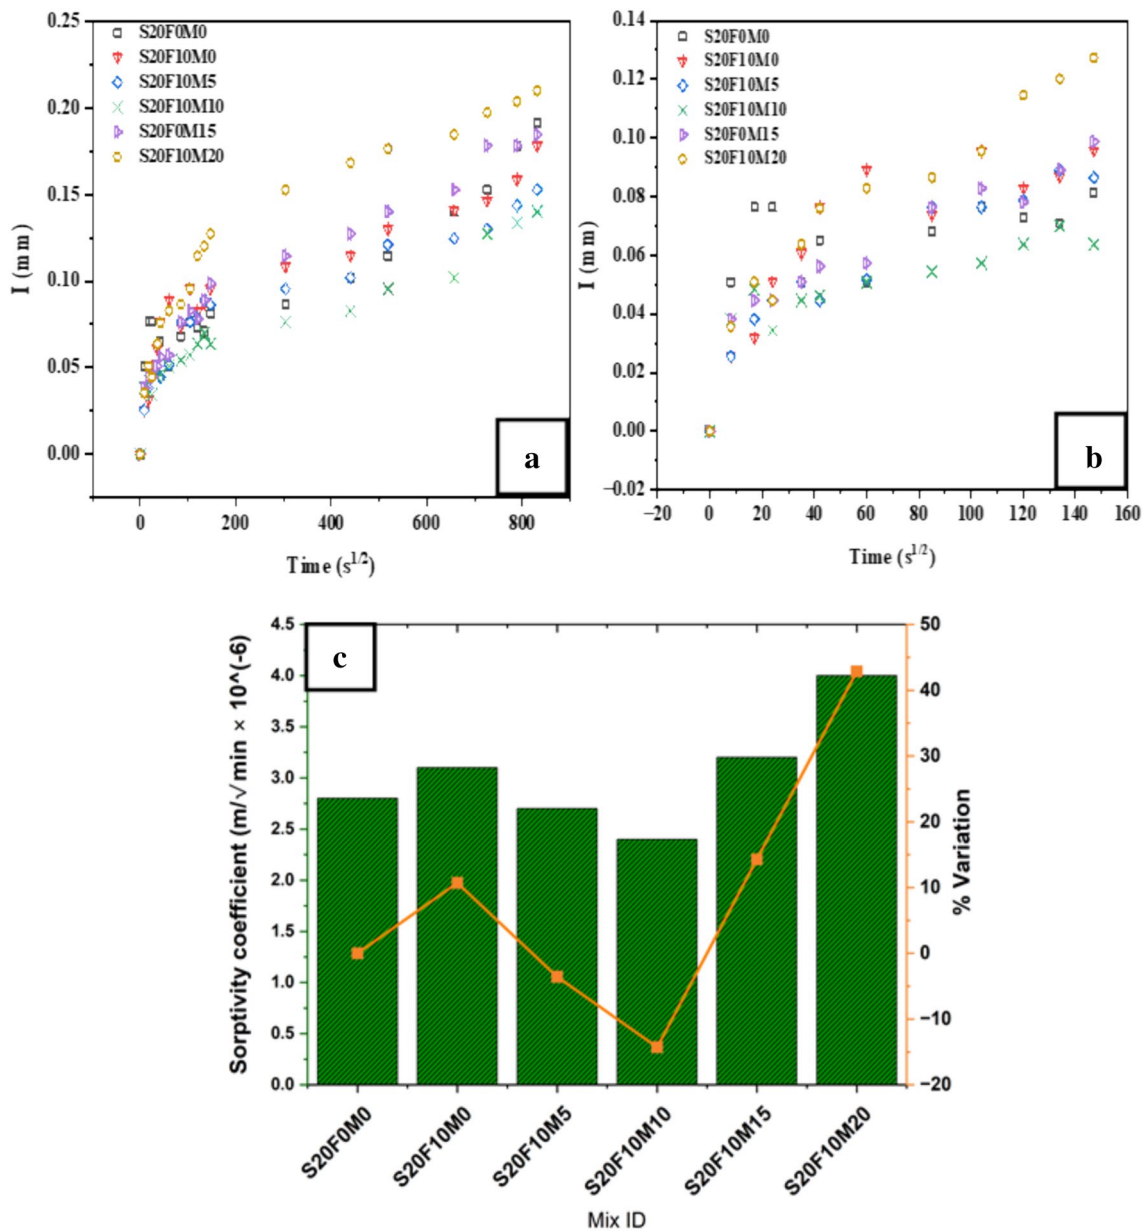 0.25
0.20
0.15
0.10
0.05
0.00
I (mm)
S20F0M0
S20F10M0
S20F10M5
S20F10M10
S20F0M15
S20F10M20
a
0
200
400
600
800
Time (s^1/2)
0.14
0.12
0.10
0.08
0.06
0.04
0.02
0.00
−0.02
I (mm)
S20F0M0
S20F10M0
S20F10M5
S20F10M10
S20F0M15
S20F10M20
b
−20
0
20
40
60
80
100
120
140
160
Time (s^1/2)
c
4.5
4.0
3.5
3.0
2.5
2.0
1.5
1.0
0.5
0.0
Sorptivity coefficient (m/√min × 10^(-6)
50
40
30
20
10
0
−10
−20
% Variation
S20F0M0
S20F10M0
S20F10M5
S20F10M10
S20F10M15
S20F10M20
Mix ID